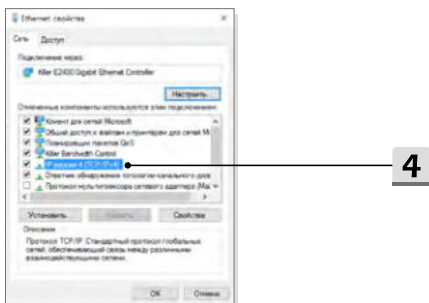 Ethernet: свойства
Сеть Доступ
Подключение через:
Killer E2400 Gigabit Ethernet Controller
Настроить...
Отмеченные компоненты используются этим подключением:
Клиент для сетей Microsoft
Общий доступ к файлам и принтерам для сетей Mi
Планировщик пакетов QoS
Killer Bandwidth Control
IP версии 4 (TCP/IPv4)
4
Ответчик обнаружения топологии канального уров
Протокол мультиплексора сетевого адаптера (Май
Установить... Удалить Свойства
Описание
Протокол TCP/IP. Стандартный протокол глобальных
сетей, обеспечивающий связь между различными
взаимодействующими сетями.
OK Отмена